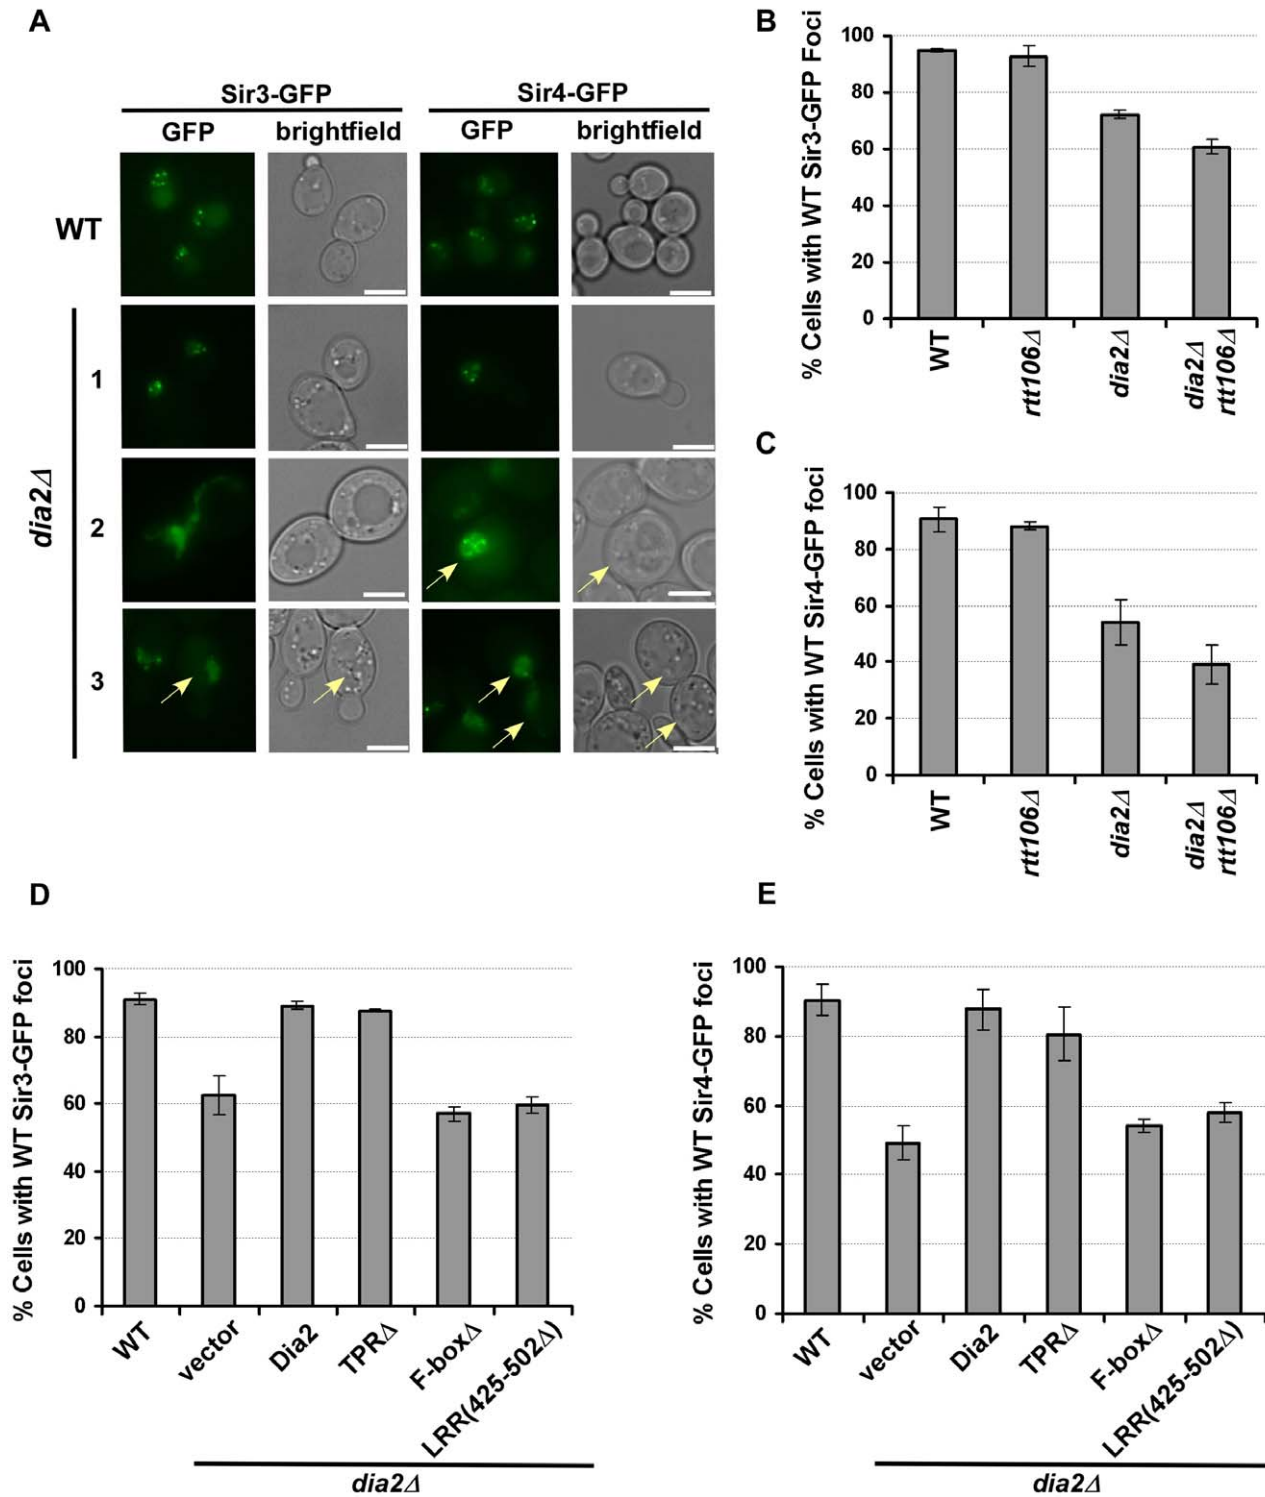 A
Sir3-GFP Sir4-GFP
GFP brightfield GFP brightfield
WT
1
2
3
dia2Δ
B
% Cells with WT Sir3-GFP Foci
100
80
60
40
20
0
WT
rtt106Δ
dia2Δ
dia2Δ
rtt106Δ
C
% Cells with WT Sir4-GFP foci
100
80
60
40
20
0
WT
rtt106Δ
dia2Δ
dia2Δ
rtt106Δ
D
% Cells with WT Sir3-GFP foci
100
80
60
40
20
0
WT
vector
Dia2
TPRΔ
F-boxΔ
LRR(425-502Δ)
dia2Δ
E
% Cells with WT Sir4-GFP foci
100
80
60
40
20
0
WT
vector
Dia2
TPRΔ
F-boxΔ
LRR(425-502Δ)
dia2Δ